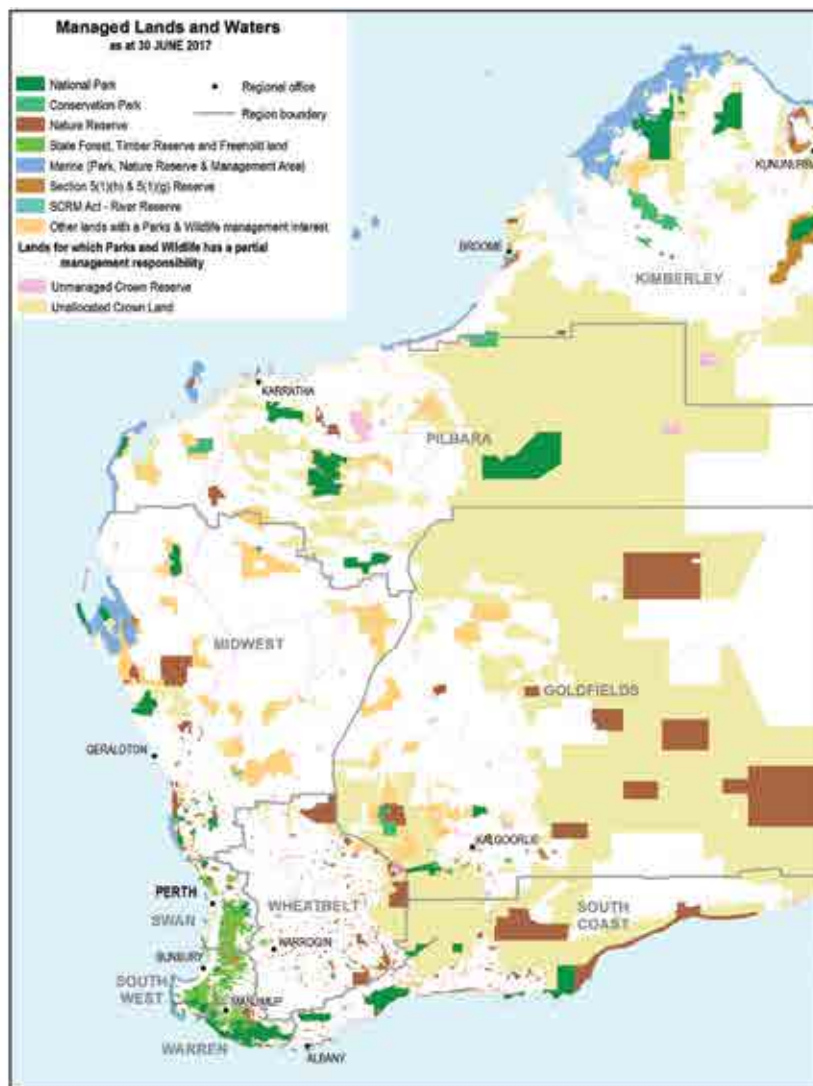 Managed Lands and Waters
as at 30 JUNE 2017
National Park
Conservation Park
Nature Reserve
State Forest, Timber Reserve and Freehold land
Marine (Park, Nature Reserve & Management Area)
Section 5(1)(h) & 5(1)(g) Reserve
SCRM Act - River Reserve
Other lands with a Parks & Wildlife management interest
Lands for which Parks and Wildlife has a partial
management responsibility
Unmanaged Crown Reserve
Unallocated Crown Land
Regional office
Region boundary
KUNUNURRA
BROOME
KIMBERLEY
KARRATHA
PILBARA
MIDWEST
GOLDFIELDS
GERALDTON
KALGOORLIE
PERTH
SWAN
WHEATBELT
SOUTH
COAST
NARROGIN
BUNBURY
SOUTH
WEST
MANJIMUP
WARREN
ALBANY